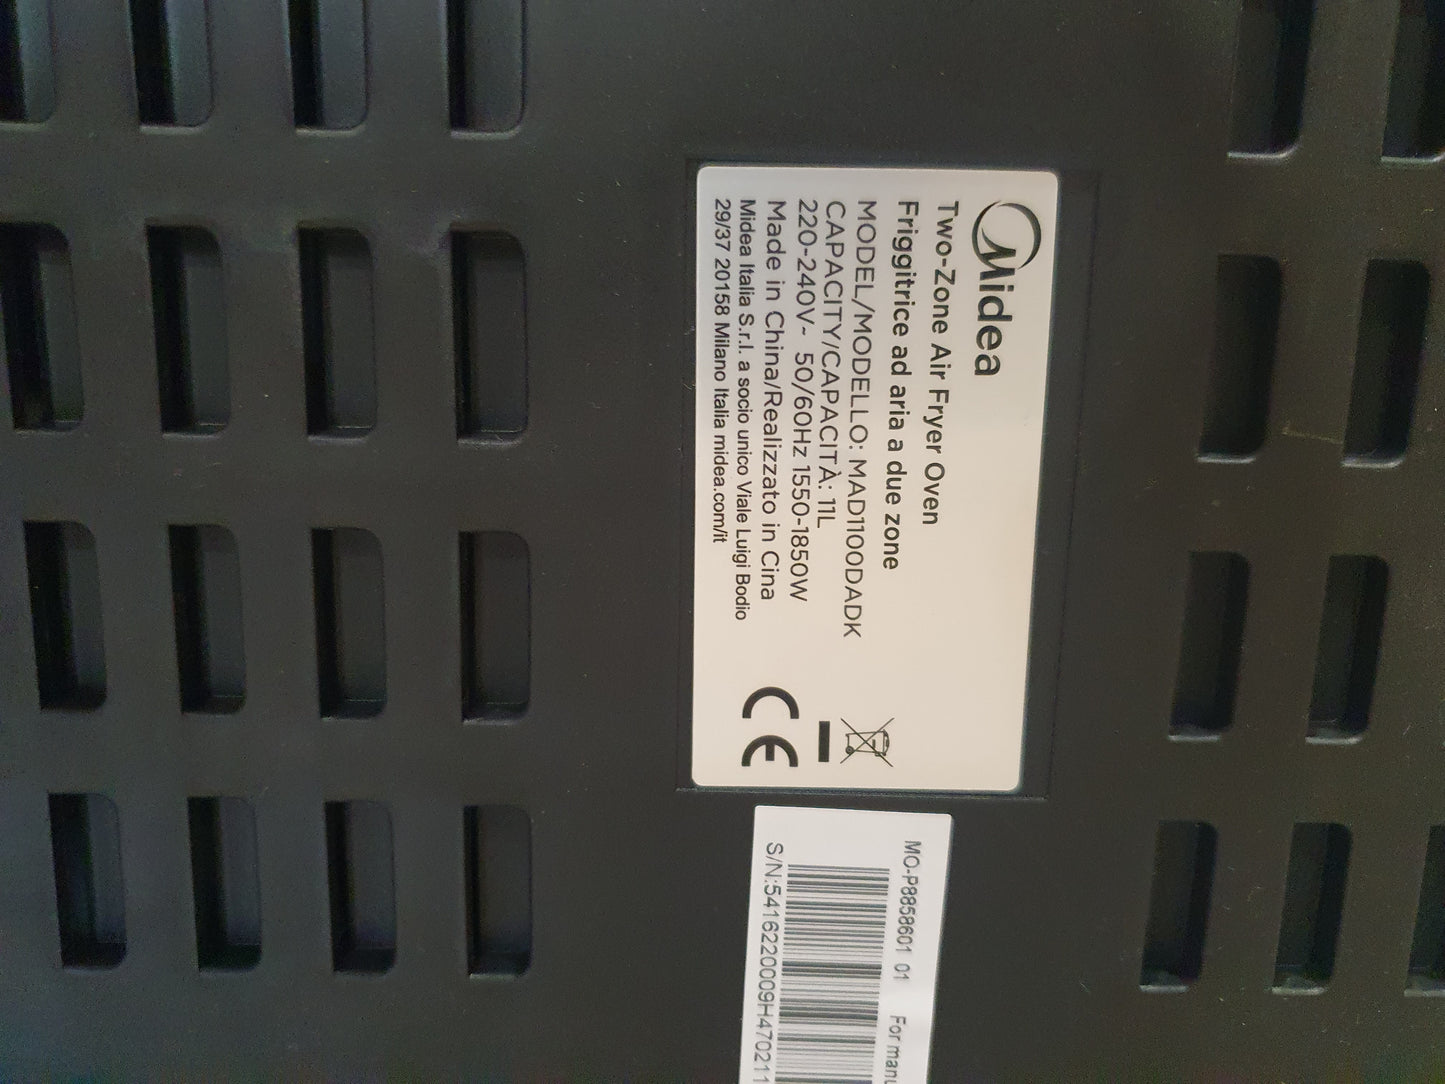 Midea
Two-Zone Air Fryer Oven
Friggitrice ad aria a due zone
MODEL/MODELLO: MAD1100DADK
CAPACITY/CAPACITÀ: 11L
220-240V~ 50/60Hz 1550-1850W
Made in China/Realizzato in Cina
Midea Italia S.r.l. a socio unico Viale Luigi Bodio
29/37 20158 Milano Italia midea.com/it
CE
MO-P8858601 01 For manu
S/N:5416220009H470211